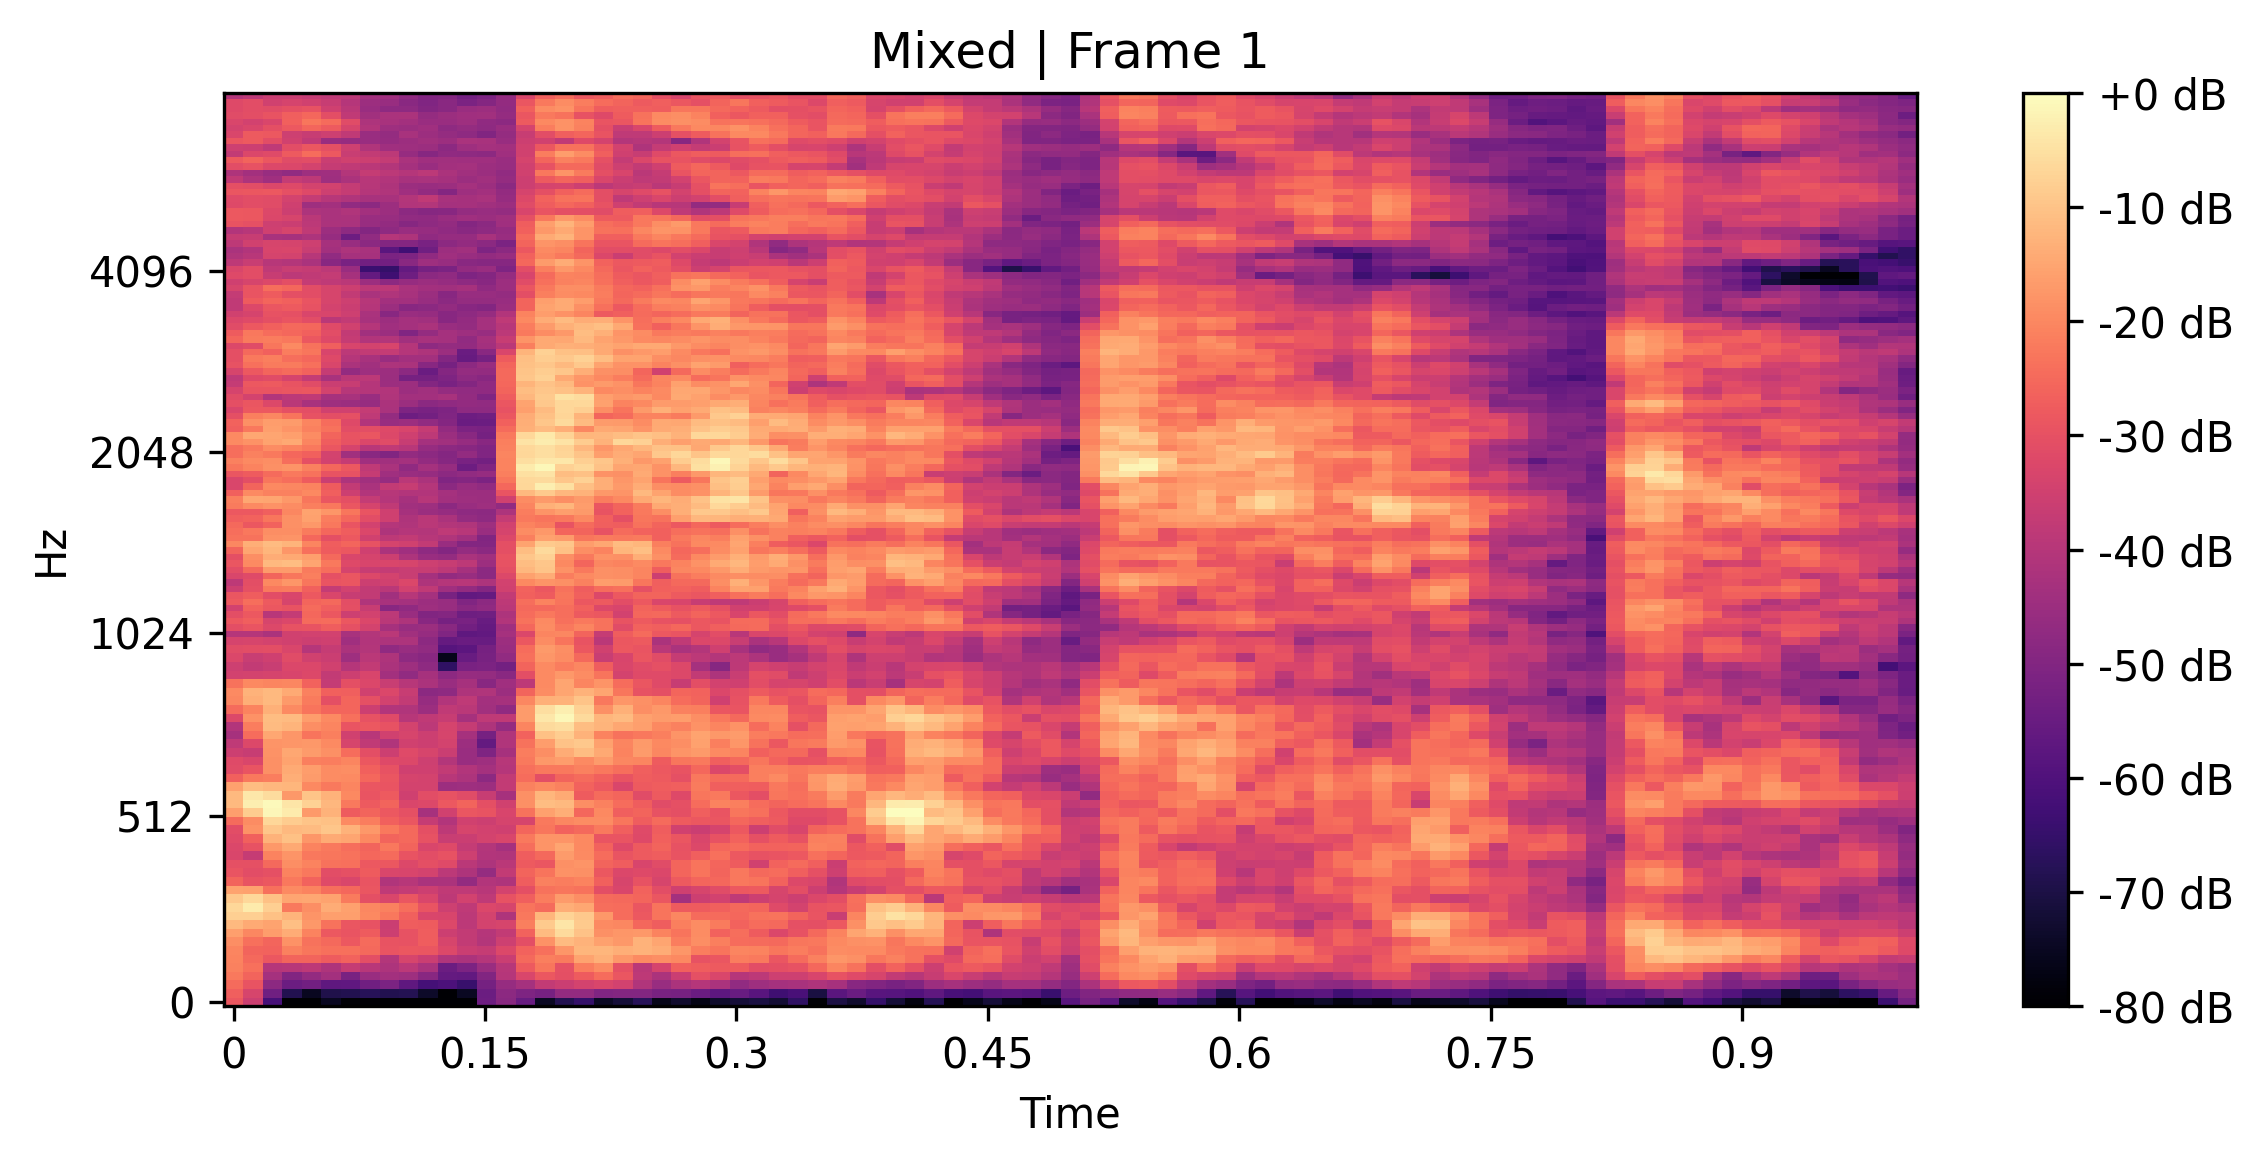 Mixed | Frame 1
+0 dB
-10 dB
-20 dB
-30 dB
-40 dB
-50 dB
-60 dB
-70 dB
-80 dB
Hz
4096
2048
1024
512
0
0 0.15 0.3 0.45 0.6 0.75 0.9
Time